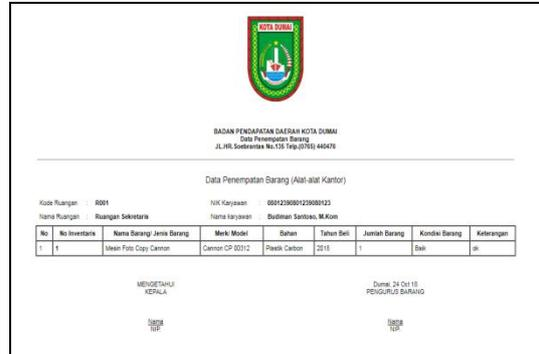 KOTA DUMAI
BADAN PENDAPATAN DAERAH KOTA DUMAI
Data Penempatan Barang
JL.HR.Soebrantas No.135 Telp.(0765) 440470
Data Penempatan Barang (Alat-alat Kantor)
Kode Ruangan : R001 NIK Karyawan : 08012390801239080123
Nama Ruangan : Ruangan Sekretaris Nama karyawan : Budiman Santoso, M.Kom
No No Inventaris Nama Barang/ Jenis Barang Merk/ Model Bahan Tahun Beli Jumlah Barang Kondisi Barang Keterangan
1 1 Mesin Foto Copy Cannon Cannon CP 00312 Plastik Carbon 2018 1 Baik ok
MENGETAHUI Dumai, 24 Oct 18
KEPALA PENGURUS BARANG
Nama Nama
NIP. NIP.